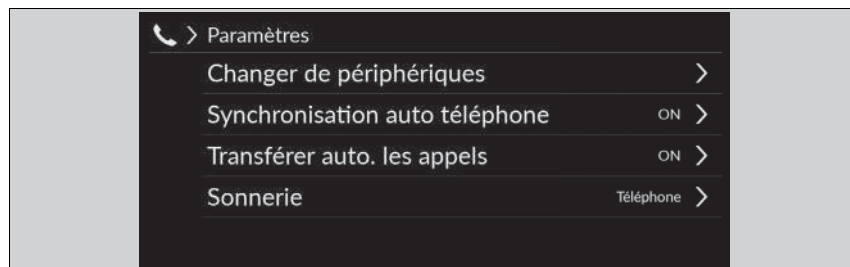 Paramètres
Changer de périphériques
Synchronisation auto téléphone ON
Transférer auto. les appels ON
Sonnerie Téléphone